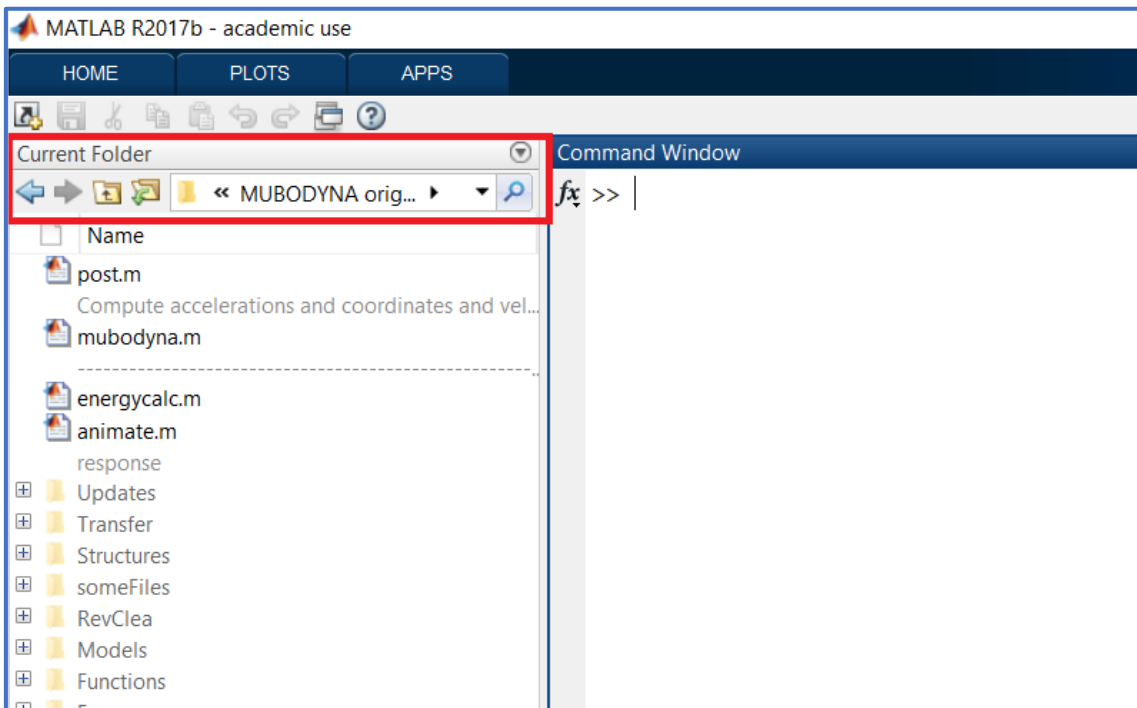 MATLAB R2017b - academic use
HOME PLOTS APPS
Current Folder
Command Window
« MUBODYNA orig...
fx >>
Name
post.m
Compute accelerations and coordinates and vel...
mubodyna.m
------------------------------------------------------...
energycalc.m
animate.m
response
Updates
Transfer
Structures
someFiles
RevClea
Models
Functions